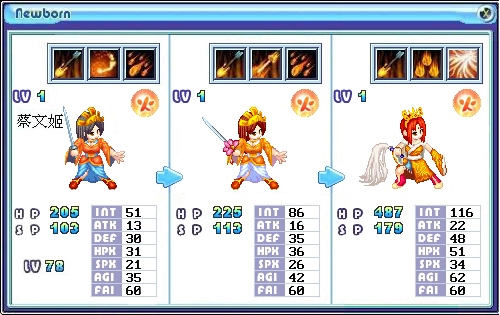 Newborn
LV 1
火
蔡文姬
HP 205
SP 103
LV 78
INT 51
ATK 13
DEF 30
HPX 31
SPX 21
AGI 35
FAI 60
LV 1
火
HP 225
SP 113
INT 86
ATK 16
DEF 35
HPX 36
SPX 26
AGI 42
FAI 60
LV 1
火
HP 487
SP 179
INT 116
ATK 22
DEF 48
HPX 51
SPX 34
AGI 62
FAI 60